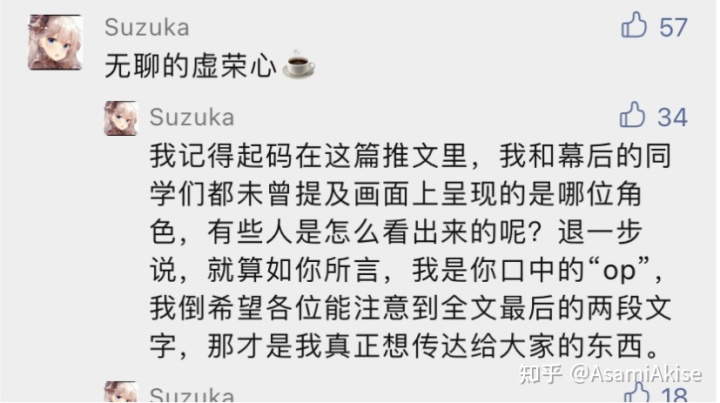 Suzuka 57
无聊的虚荣心☕
Suzuka 34
我记得起码在这篇推文里，我和幕后的同
学们都未曾提及画面上呈现的是哪位角
色，有些人是怎么看出来的呢？退一步
说，就算如你所言，我是你口中的“op”，
我倒希望各位能注意到全文最后的两段文
字，那才是我真正想传达给大家的东西。
知乎 @AsamiAkise
Suzuka 18